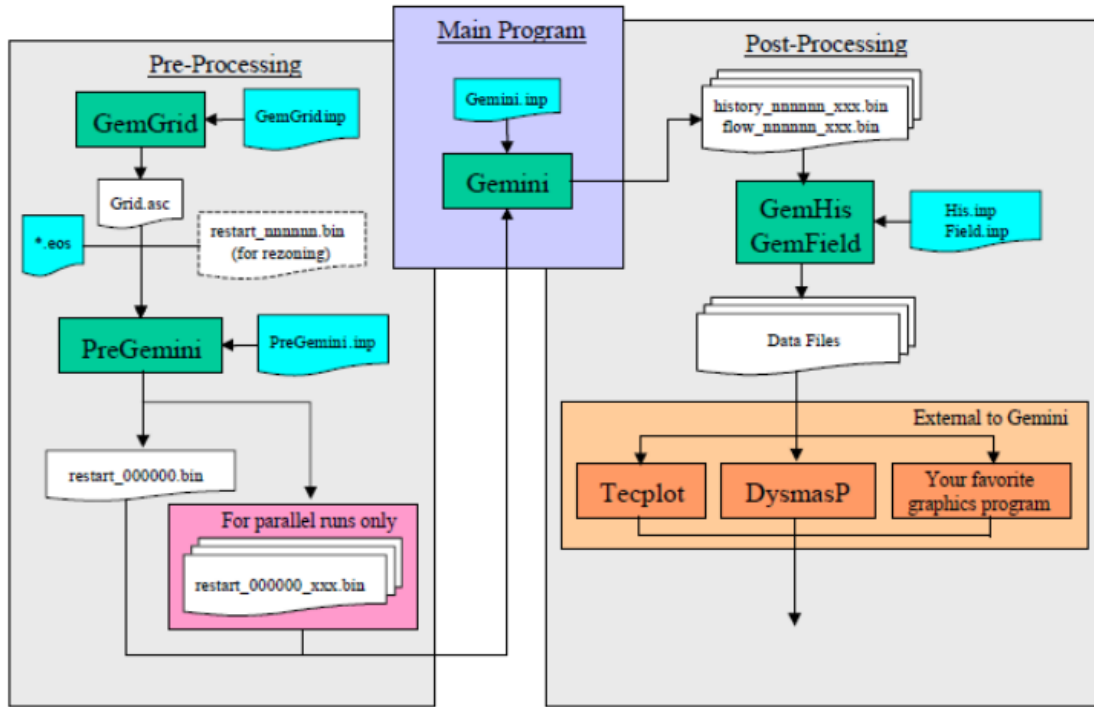 Pre-Processing
GemGrid
GemGrid.inp
Grid.asc
*.eos
restart_nnnnnn.bin
(for rezoning)
PreGemini
PreGemini.inp
restart_000000.bin
For parallel runs only
restart_000000_xxx.bin
Main Program
Gemini.inp
Gemini
Post-Processing
history_nnnnnn_xxx.bin
flow_nnnnnn_xxx.bin
GemHis
GemField
His.inp
Field.inp
Data Files
External to Gemini
Tecplot
DysmasP
Your favorite
graphics program